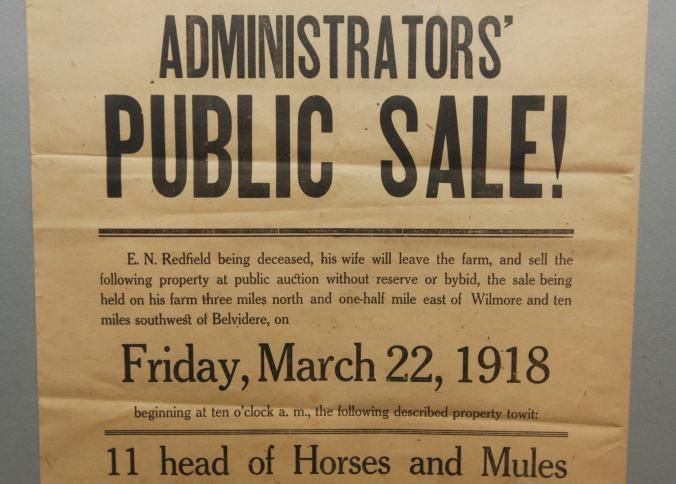 ADMINISTRATORS'
PUBLIC SALE!
E. N. Redfield being deceased, his wife will leave the farm, and sell the
following property at public auction without reserve or bybid, the sale being
held on his farm three miles north and one-half mile east of Wilmore and ten
miles southwest of Belvidere, on
Friday, March 22, 1918
beginning at ten o'clock a. m., the following described property towit:
11 head of Horses and Mules